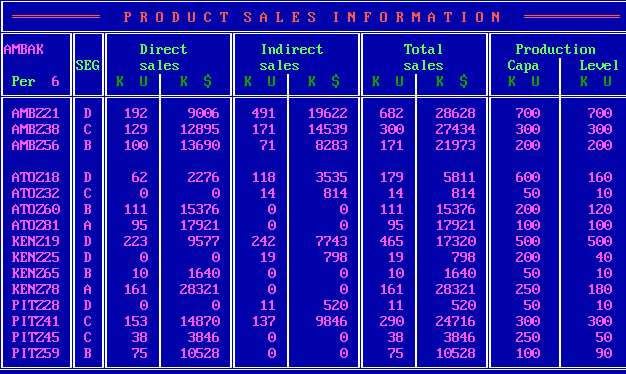 PRODUCT SALES INFORMATION
AMBAK Direct Indirect Total Production
SEG sales sales sales Capa Level
Per 6 K U K $ K U K $ K U K $ K U K U
AMBZ21 D 192 9006 491 19622 682 28628 700 700
AMBZ38 C 129 12895 171 14539 300 27434 300 300
AMBZ56 B 100 13690 71 8283 171 21973 200 200
ATOZ18 D 62 2276 118 3535 179 5811 600 160
ATOZ32 C 0 0 14 814 14 814 50 10
ATOZ60 B 111 15376 0 0 111 15376 200 120
ATOZ81 A 95 17921 0 0 95 17921 100 100
KENZ19 D 223 9577 242 7743 465 17320 500 500
KENZ25 D 0 0 19 798 19 798 200 40
KENZ65 B 10 1640 0 0 10 1640 50 10
KENZ78 A 161 28321 0 0 161 28321 250 180
PITZ28 D 0 0 11 520 11 520 50 10
PITZ41 C 153 14870 137 9846 290 24716 300 300
PITZ45 C 38 3846 0 0 38 3846 250 50
PITZ59 B 75 10528 0 0 75 10528 100 90